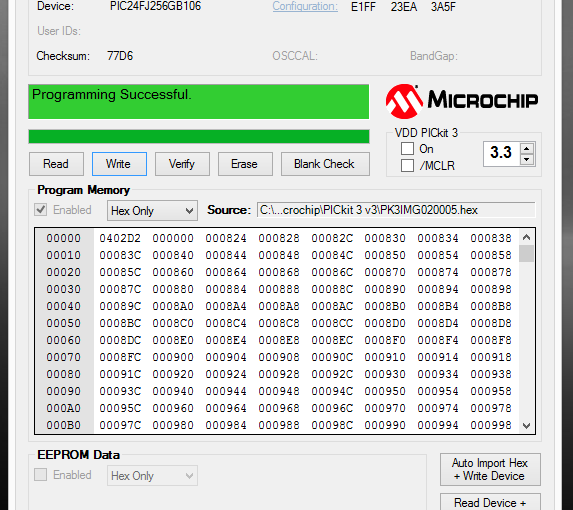 Device: PIC24FJ256GB106 Configuration: E1FF 23EA 3A5F
User IDs:
Checksum: 77D6 OSCCAL: BandGap:
Programming Successful.
MICROCHIP
VDD PICkit 3
On
/MCLR
3.3
Read Write Verify Erase Blank Check
Program Memory
Enabled Hex Only Source: C:\...crochip\PICkit 3 v3\PK3IMG020005.hex
00000 0402D2 000000 000824 000828 00082C 000830 000834 000838
00010 00083C 000840 000844 000848 00084C 000850 000854 000858
00020 00085C 000860 000864 000868 00086C 000870 000874 000878
00030 00087C 000880 000884 000888 00088C 000890 000894 000898
00040 00089C 0008A0 0008A4 0008A8 0008AC 0008B0 0008B4 0008B8
00050 0008BC 0008C0 0008C4 0008C8 0008CC 0008D0 0008D4 0008D8
00060 0008DC 0008E0 0008E4 0008E8 0008EC 0008F0 0008F4 0008F8
00070 0008FC 000900 000904 000908 00090C 000910 000914 000918
00080 00091C 000920 000924 000928 00092C 000930 000934 000938
00090 00093C 000940 000944 000948 00094C 000950 000954 000958
000A0 00095C 000960 000964 000968 00096C 000970 000974 000978
000B0 00097C 000980 000984 000988 00098C 000990 000994 000998
EEPROM Data
Enabled Hex Only
Auto Import Hex
+ Write Device
Read Device +